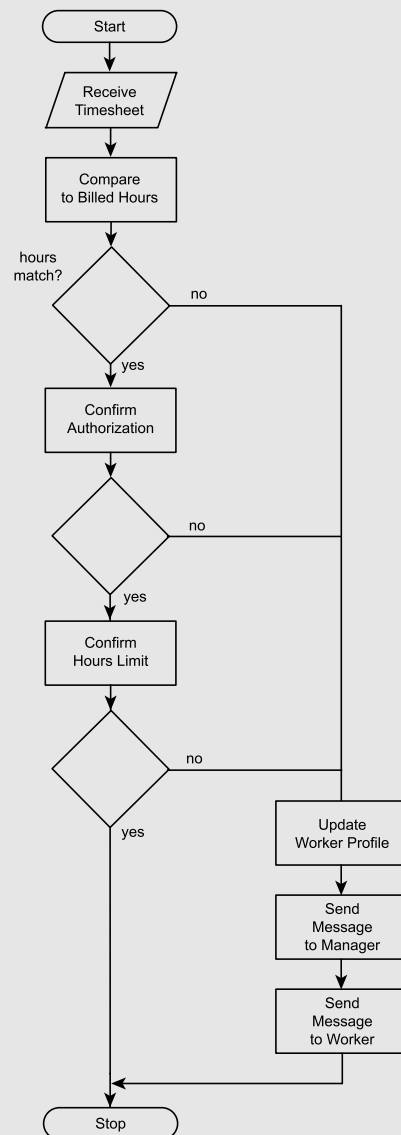 Start
Receive
Timesheet
Compare
to Billed Hours
hours
match?
no
yes
Confirm
Authorization
no
yes
Confirm
Hours Limit
no
yes
Update
Worker Profile
Send
Message
to Manager
Send
Message
to Worker
Stop